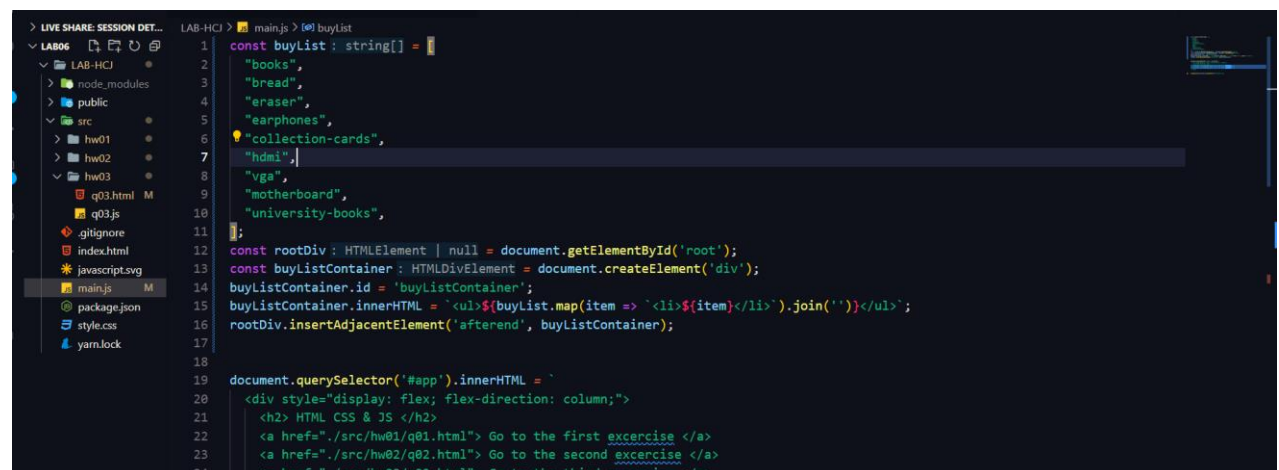 LIVE SHARE: SESSION DET...
LAB06
LAB-HCJ
node_modules
public
src
hw01
hw02
hw03
q03.html M
q03.js
.gitignore
index.html
javascript.svg
main.js M
package.json
style.css
yarn.lock
LAB-HCJ > main.js > buyList
1 const buyList : string[] = [
2 "books",
3 "bread",
4 "eraser",
5 "earphones",
6 "collection-cards",
7 "hdmi",
8 "vga",
9 "motherboard",
10 "university-books",
11 ];
12 const rootDiv : HTMLElement | null = document.getElementById('root');
13 const buyListContainer : HTMLDivElement = document.createElement('div');
14 buyListContainer.id = 'buyListContainer';
15 buyListContainer.innerHTML = `<ul>${buyList.map(item => `<li>${item}</li>`).join('')}</ul>`;
16 rootDiv.insertAdjacentElement('afterend', buyListContainer);
17
18
19 document.querySelector('#app').innerHTML = `
20 <div style="display: flex; flex-direction: column;">
21 <h2> HTML CSS & JS </h2>
22 <a href="./src/hw01/q01.html"> Go to the first excercise </a>
23 <a href="./src/hw02/q02.html"> Go to the second excercise </a>